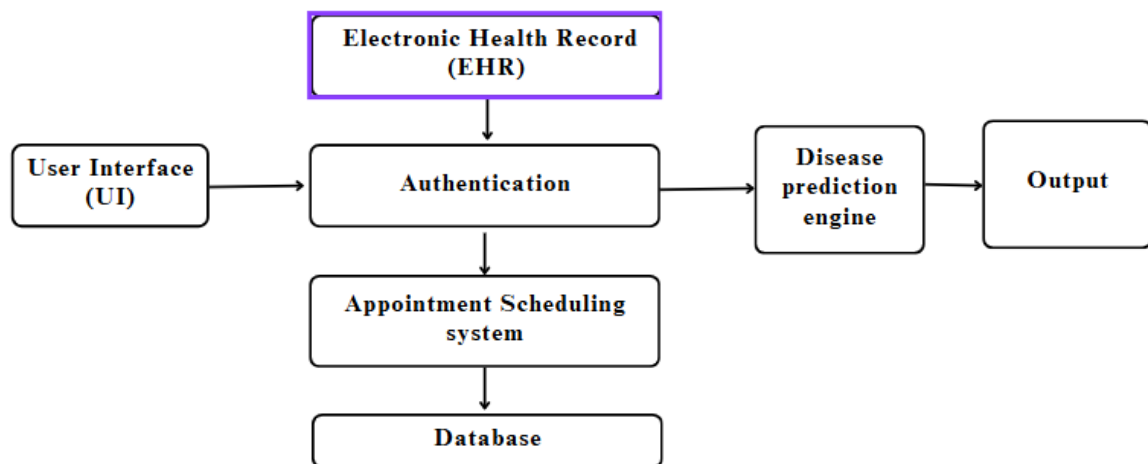 Electronic Health Record
(EHR)
User Interface
(UI)
Authentication
Disease
prediction
engine
Output
Appointment Scheduling
system
Database